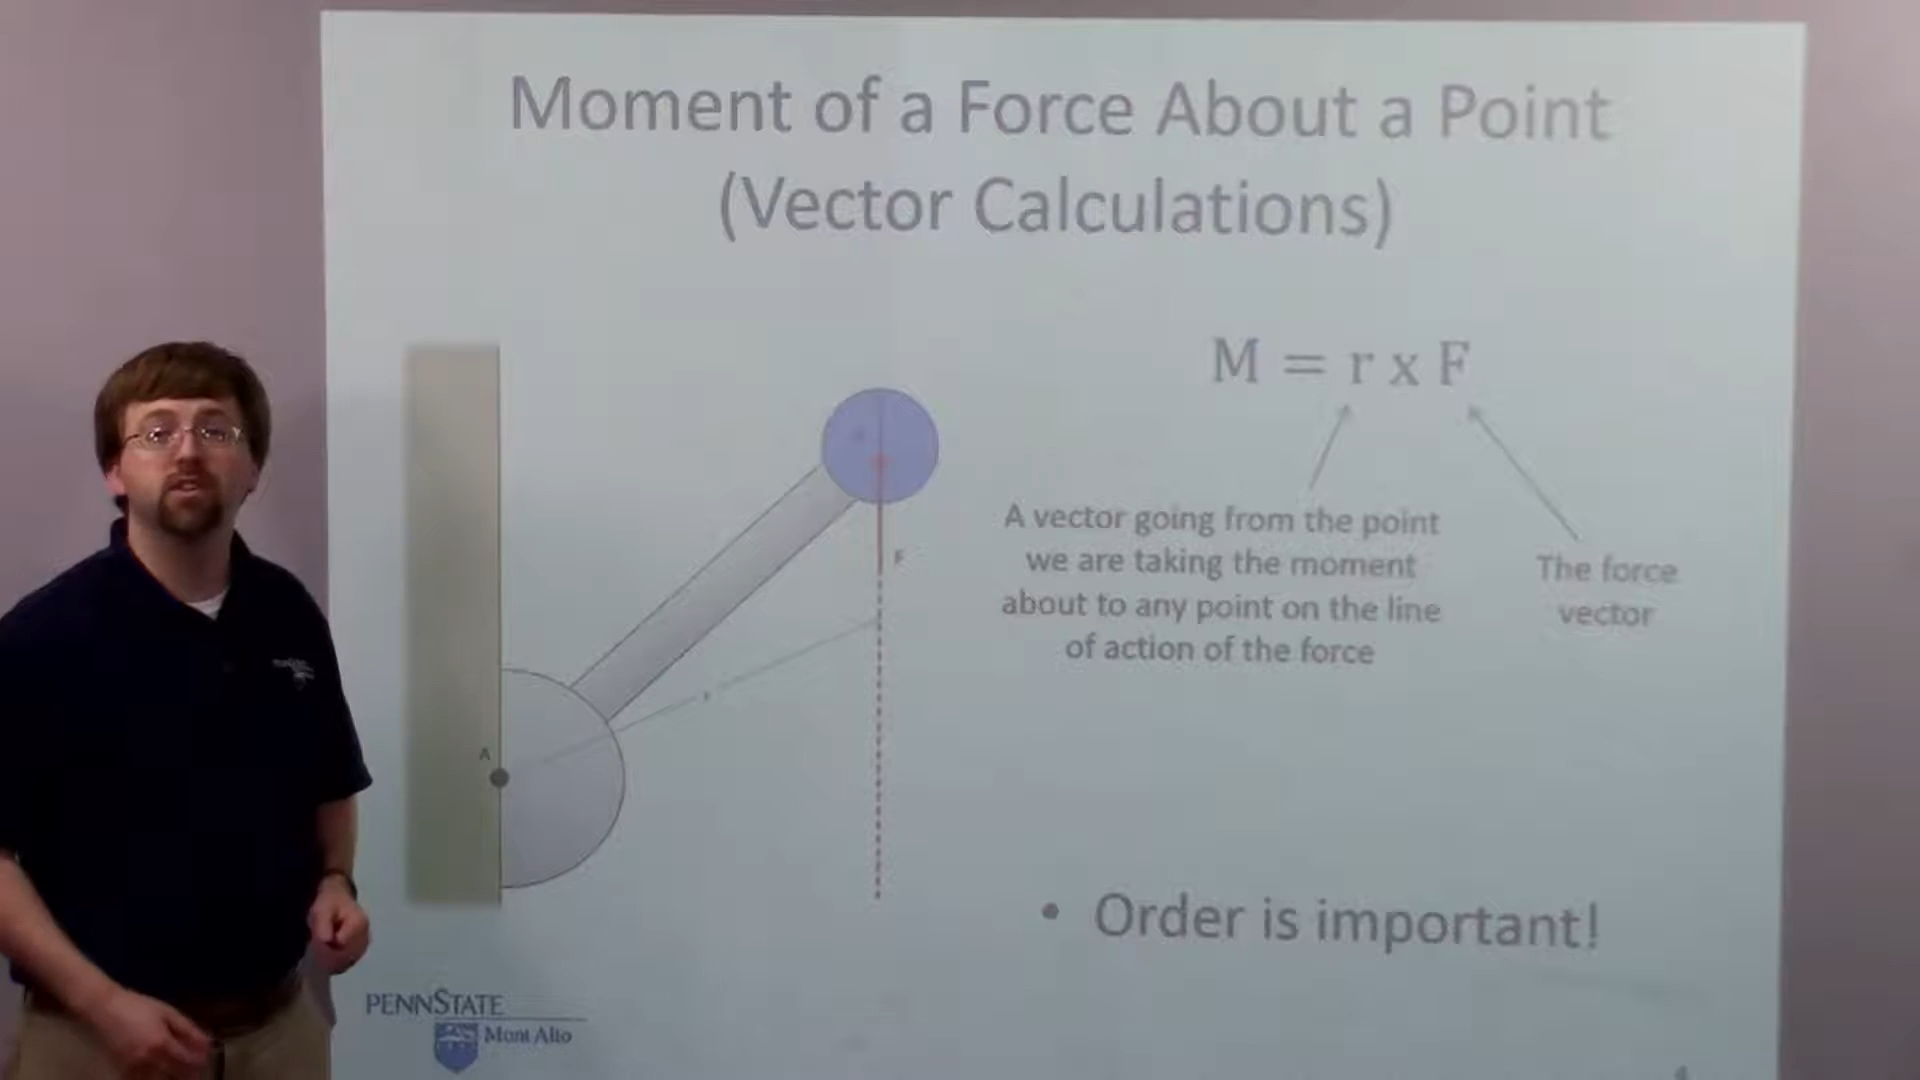 Moment of a Force About a Point
(Vector Calculations)
M = r x F
A vector going from the point
we are taking the moment
about to any point on the line
of action of the force
The force
vector
F
A
• Order is important!
PENNSTATE
Mont Alto
4